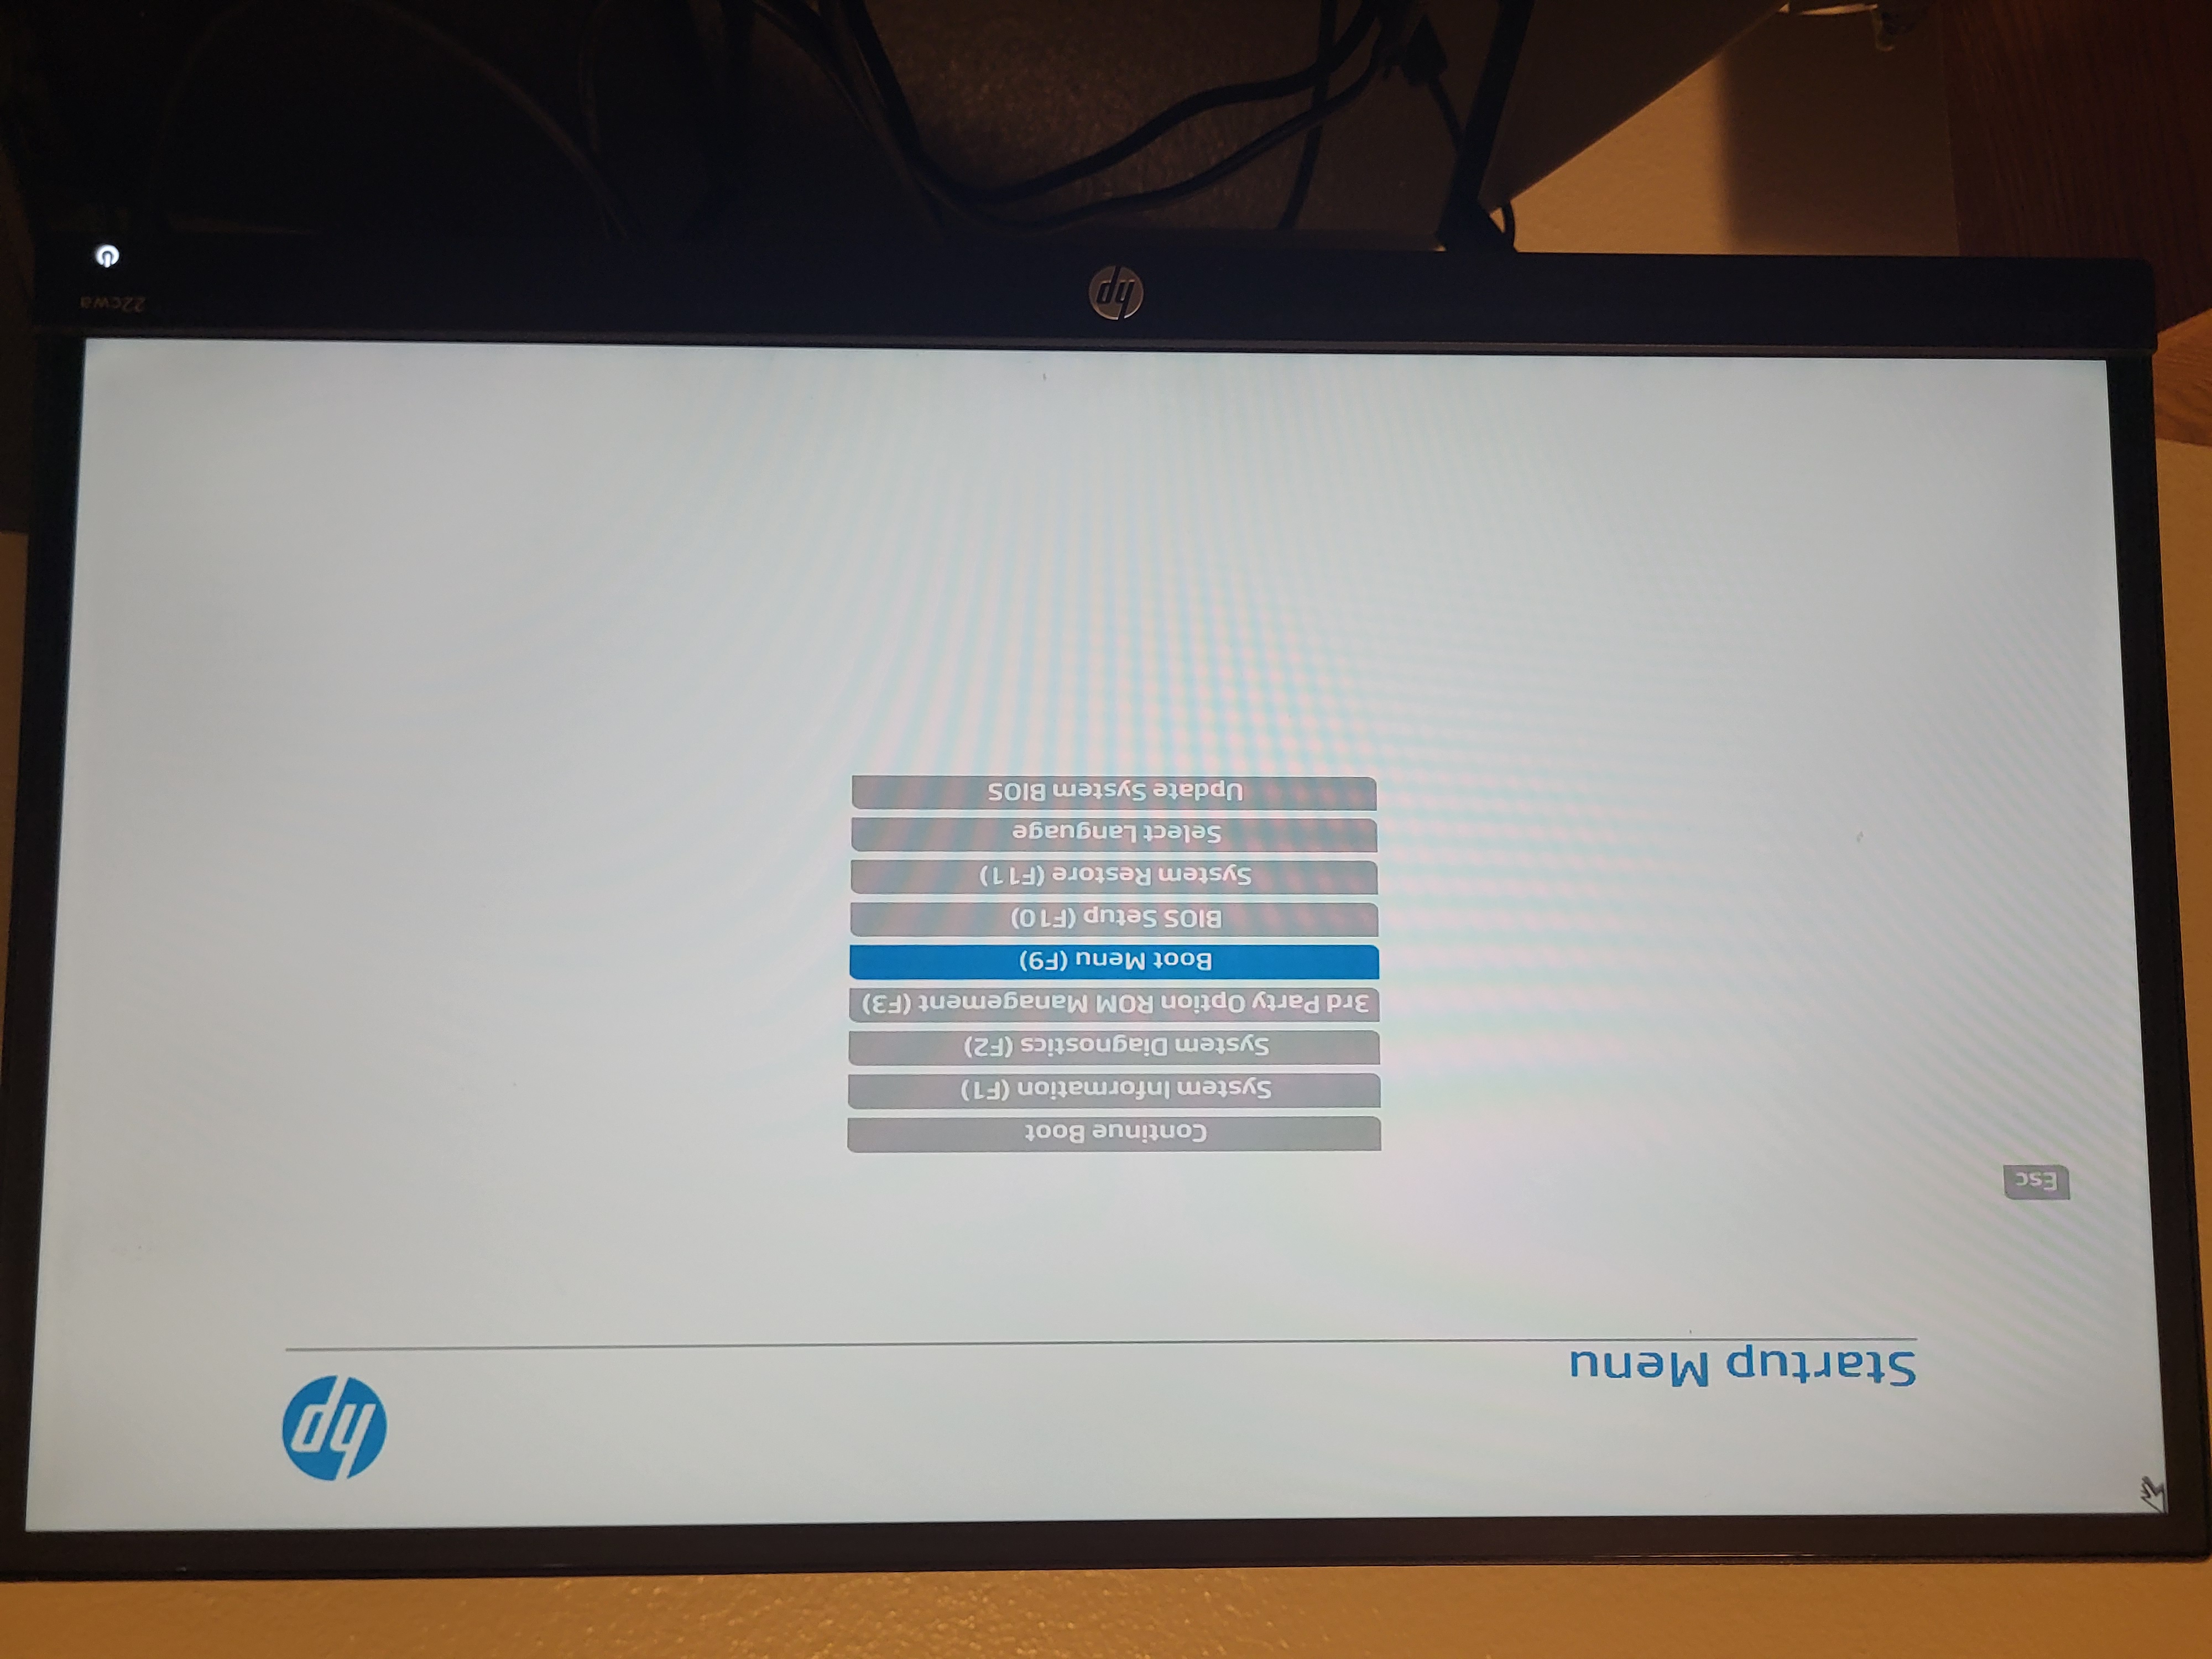 hp
Startup Menu
Esc
Continue Boot
System Information (F1)
System Diagnostics (F2)
3rd Party Option ROM Management (F3)
Boot Menu (F9)
BIOS Setup (F10)
System Restore (F11)
Select Language
Update System BIOS
hp
22cwa